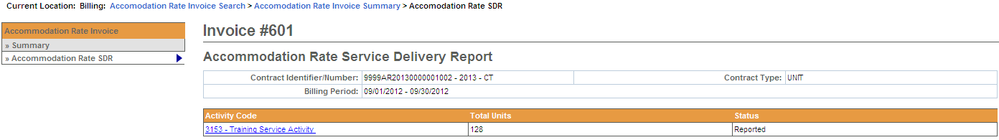 Current Location: Billing: Accomodation Rate Invoice Search > Accomodation Rate Invoice Summary > Accomodation Rate SDR
Accommodation Rate Invoice
» Summary
» Accommodation Rate SDR
Invoice #601
Accommodation Rate Service Delivery Report
Contract Identifier/Number: 9999AR20130000001002 - 2013 - CT Contract Type: UNIT
Billing Period: 09/01/2012 - 09/30/2012
Activity Code Total Units Status
3153 - Training Service Activity 128 Reported